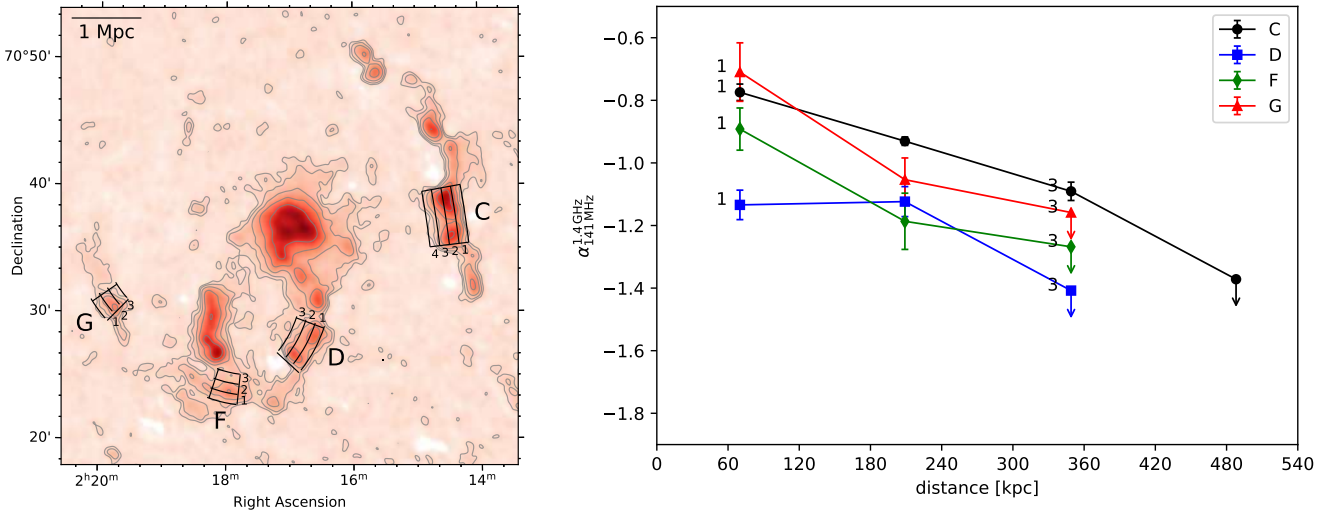 1 Mpc
70°50'
40'
30'
20'
Declination
2ʰ20ᵐ
18ᵐ
16ᵐ
14ᵐ
Right Ascension
C
4 3 2 1
D
3 2 1
F
3
2
1
G
3
2
1
−0.6
−0.8
−1.0
−1.2
−1.4
−1.6
−1.8
α 1.4 GHz 141 MHz
1
1
1
1
3
3
3
3
C
D
F
G
0 60 120 180 240 300 360 420 480 540
distance [kpc]